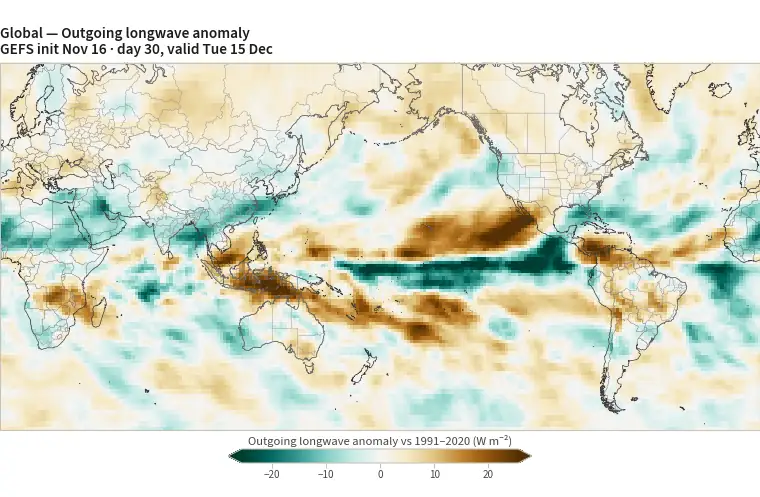 Global — Outgoing longwave anomaly
GEFS init Nov 16 · day 30, valid Tue 15 Dec
Outgoing longwave anomaly vs 1991–2020 (W m⁻²)
−20 −10 0 10 20